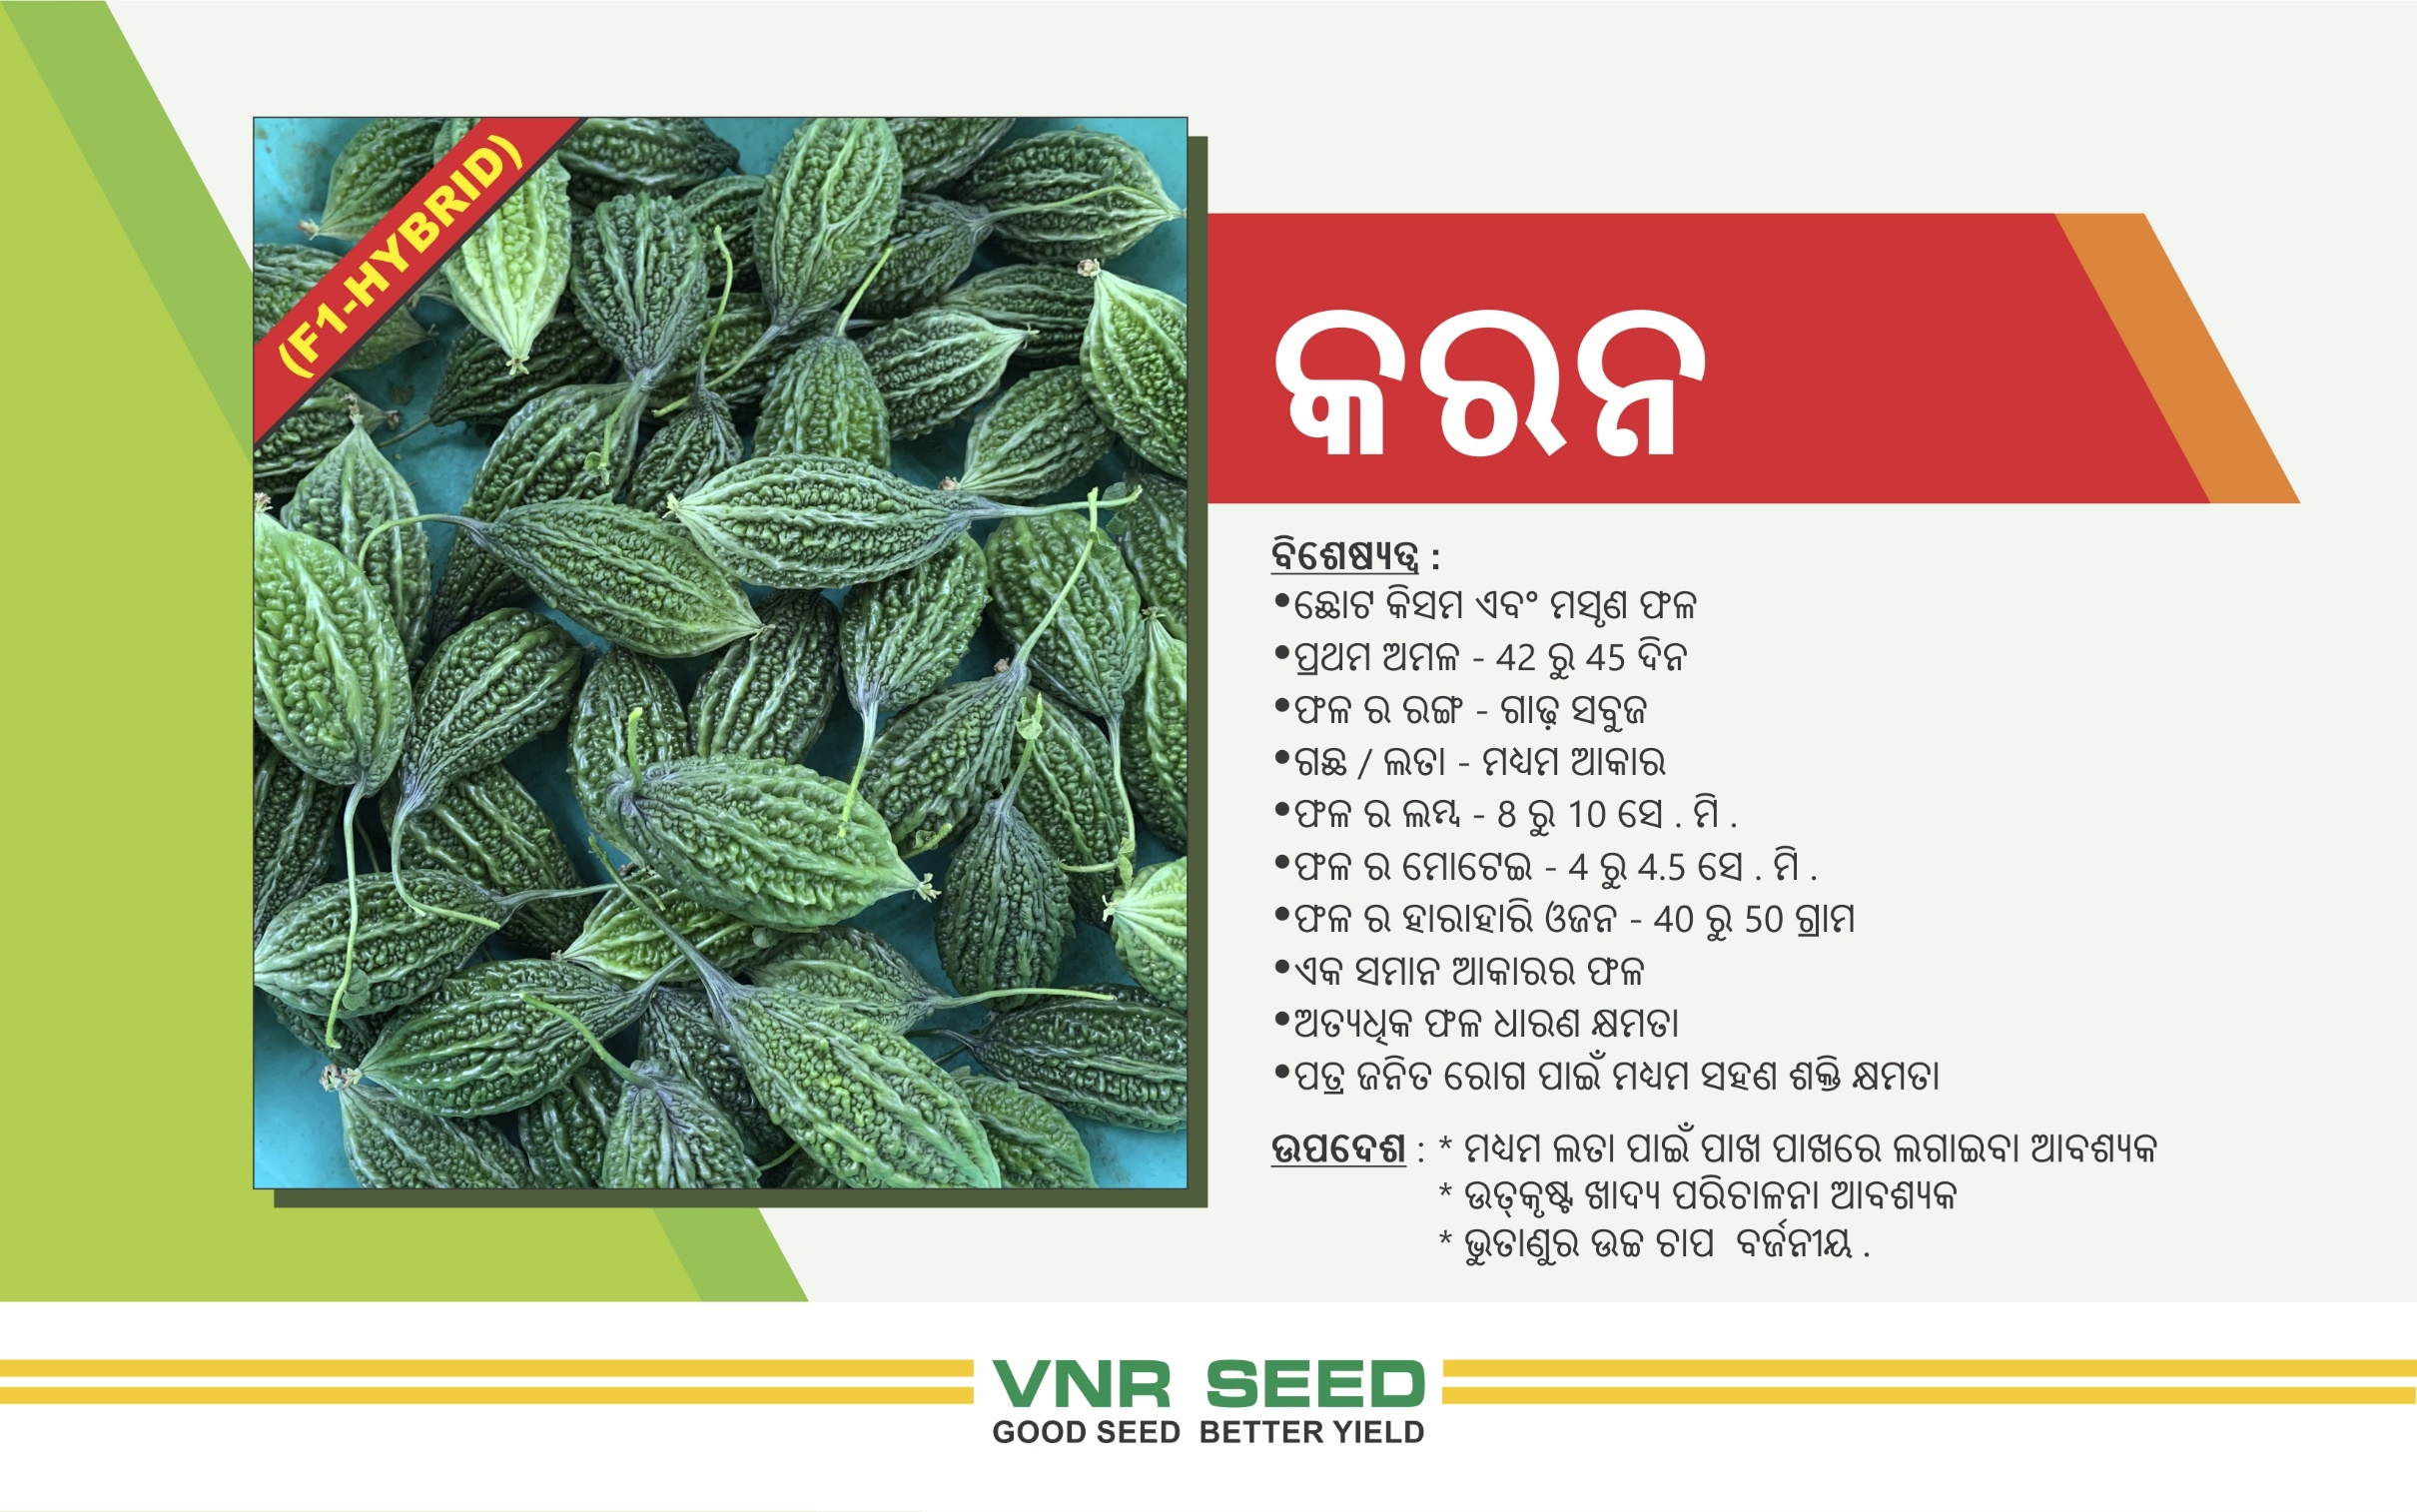 (F1-HYBRID)
କରନି
ବିଶେଷ୍ୟତ୍ବ :
•ଛୋଟ କିସମ ଏବଂ ମସୃଣ ଫଳ
•ପ୍ରଥମ ଅମଳ - 42 ରୁ 45 ଦିନ
•ଫଳ ର ରଙ୍ଗ - ଗାଢ଼ ସବୁଜ
•ଗଛ / ଲତା - ମଧ୍ୟମ ଆକାର
•ଫଳ ର ଲମ୍ବ - 8 ରୁ 10 ସେ . ମି .
•ଫଳ ର ମୋଟେଇ - 4 ରୁ 4.5 ସେ . ମି .
•ଫଳ ର ହାରାହାରି ଓଜନ - 40 ରୁ 50 ଗ୍ରାମ
•ଏକ ସମାନ ଆକାରର ଫଳ
•ଅତ୍ୟଧିକ ଫଳ ଧାରଣ କ୍ଷମତା
•ପତ୍ର ଜନିତ ରୋଗ ପାଇଁ ମଧ୍ୟମ ସହଣ ଶକ୍ତି କ୍ଷମତା
ଉପଦେଶ : * ମଧ୍ୟମ ଲତା ପାଇଁ ପାଖ ପାଖରେ ଲଗାଇବା ଆବଶ୍ୟକ
* ଉତ୍କୃଷ୍ଟ ଖାଦ୍ୟ ପରିଚାଳନା ଆବଶ୍ୟକ
* ଭୁତାଣୁର ଉଚ୍ଚ ଚାପ ବର୍ଜନୀୟ .
VNR SEED
GOOD SEED BETTER YIELD